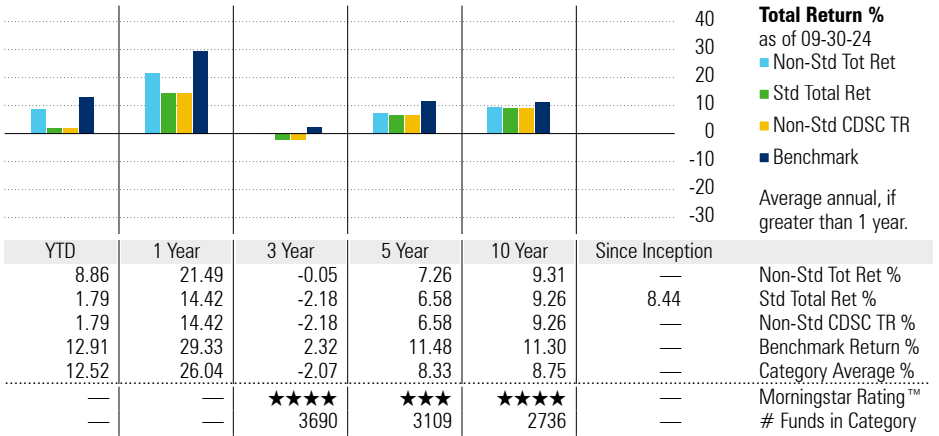 40
30
20
10
0
-10
-20
-30
Total Return %
as of 09-30-24
Non-Std Tot Ret
Std Total Ret
Non-Std CDSC TR
Benchmark
Average annual, if
greater than 1 year.
YTD 1 Year 3 Year 5 Year 10 Year Since Inception
8.86 21.49 -0.05 7.26 9.31 — Non-Std Tot Ret %
1.79 14.42 -2.18 6.58 9.26 8.44 Std Total Ret %
1.79 14.42 -2.18 6.58 9.26 — Non-Std CDSC TR %
12.91 29.33 2.32 11.48 11.30 — Benchmark Return %
12.52 26.04 -2.07 8.33 8.75 — Category Average %
— — ★★★★ ★★★ ★★★★ — Morningstar Rating™
— — 3690 3109 2736 — # Funds in Category